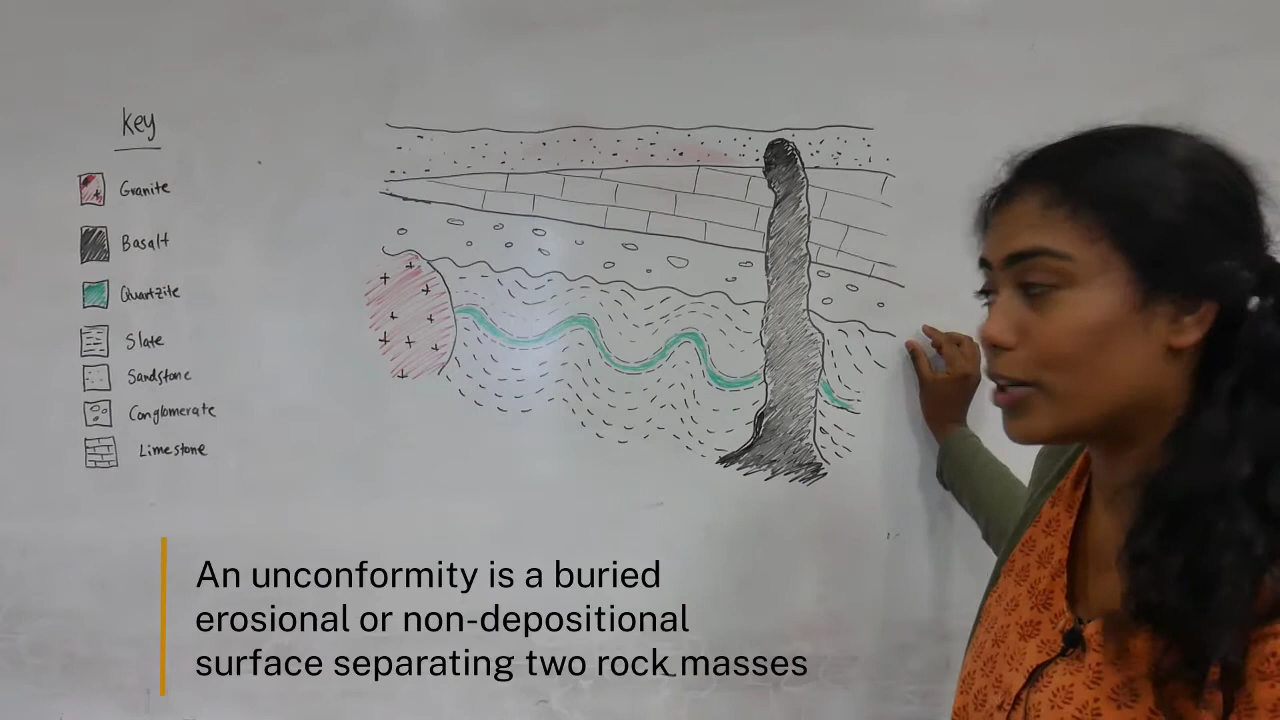 Key
Granite
Basalt
Quartzite
Slate
Sandstone
Conglomerate
Limestone
An unconformity is a buried
erosional or non-depositional
surface separating two rock masses